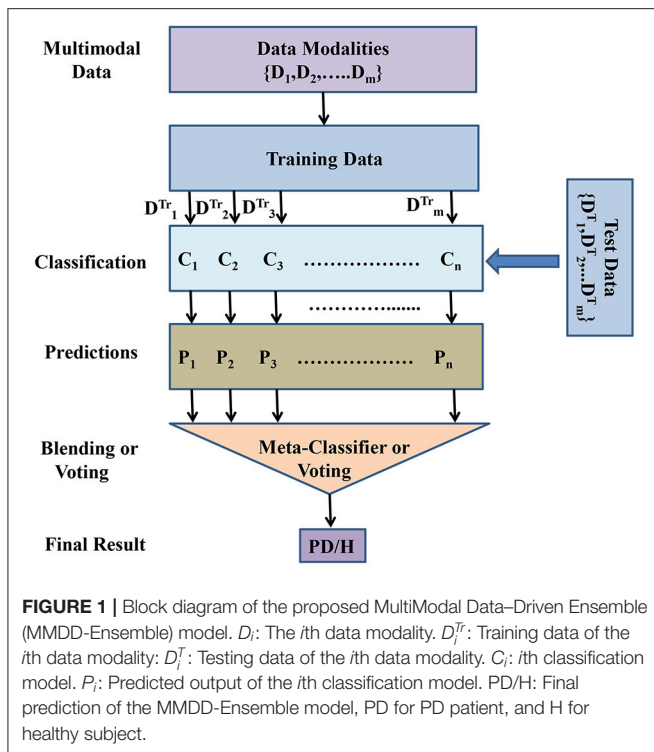 Multimodal Data
Data Modalities
{D₁,D₂,.....Dₘ}
Training Data
Dᵀʳ₁ Dᵀʳ₂ Dᵀʳ₃ Dᵀʳₘ
Classification
C₁ C₂ C₃ ........................ Cₙ
Test Data
{Dᵀ₁,Dᵀ₂,...Dᵀₘ}
...................
Predictions
P₁ P₂ P₃ ..................... Pₙ
Blending or
Voting
Meta-Classifier or
Voting
Final Result
PD/H
FIGURE 1 | Block diagram of the proposed MultiModal Data–Driven Ensemble
(MMDD-Ensemble) model. Dᵢ: The ith data modality. Dᵢᵀʳ: Training data of the
ith data modality: Dᵢᵀ: Testing data of the ith data modality. Cᵢ: ith classification
model. Pᵢ: Predicted output of the ith classification model. PD/H: Final
prediction of the MMDD-Ensemble model, PD for PD patient, and H for
healthy subject.